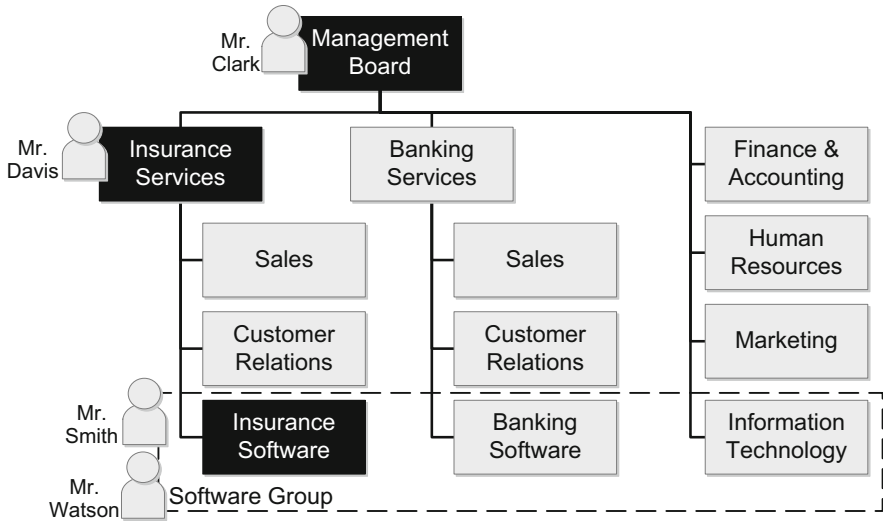 Mr.
Clark
Management
Board
Mr.
Davis
Insurance
Services
Banking
Services
Finance &
Accounting
Sales
Sales
Human
Resources
Customer
Relations
Customer
Relations
Marketing
Mr.
Smith
Insurance
Software
Banking
Software
Information
Technology
Mr.
Watson
Software Group